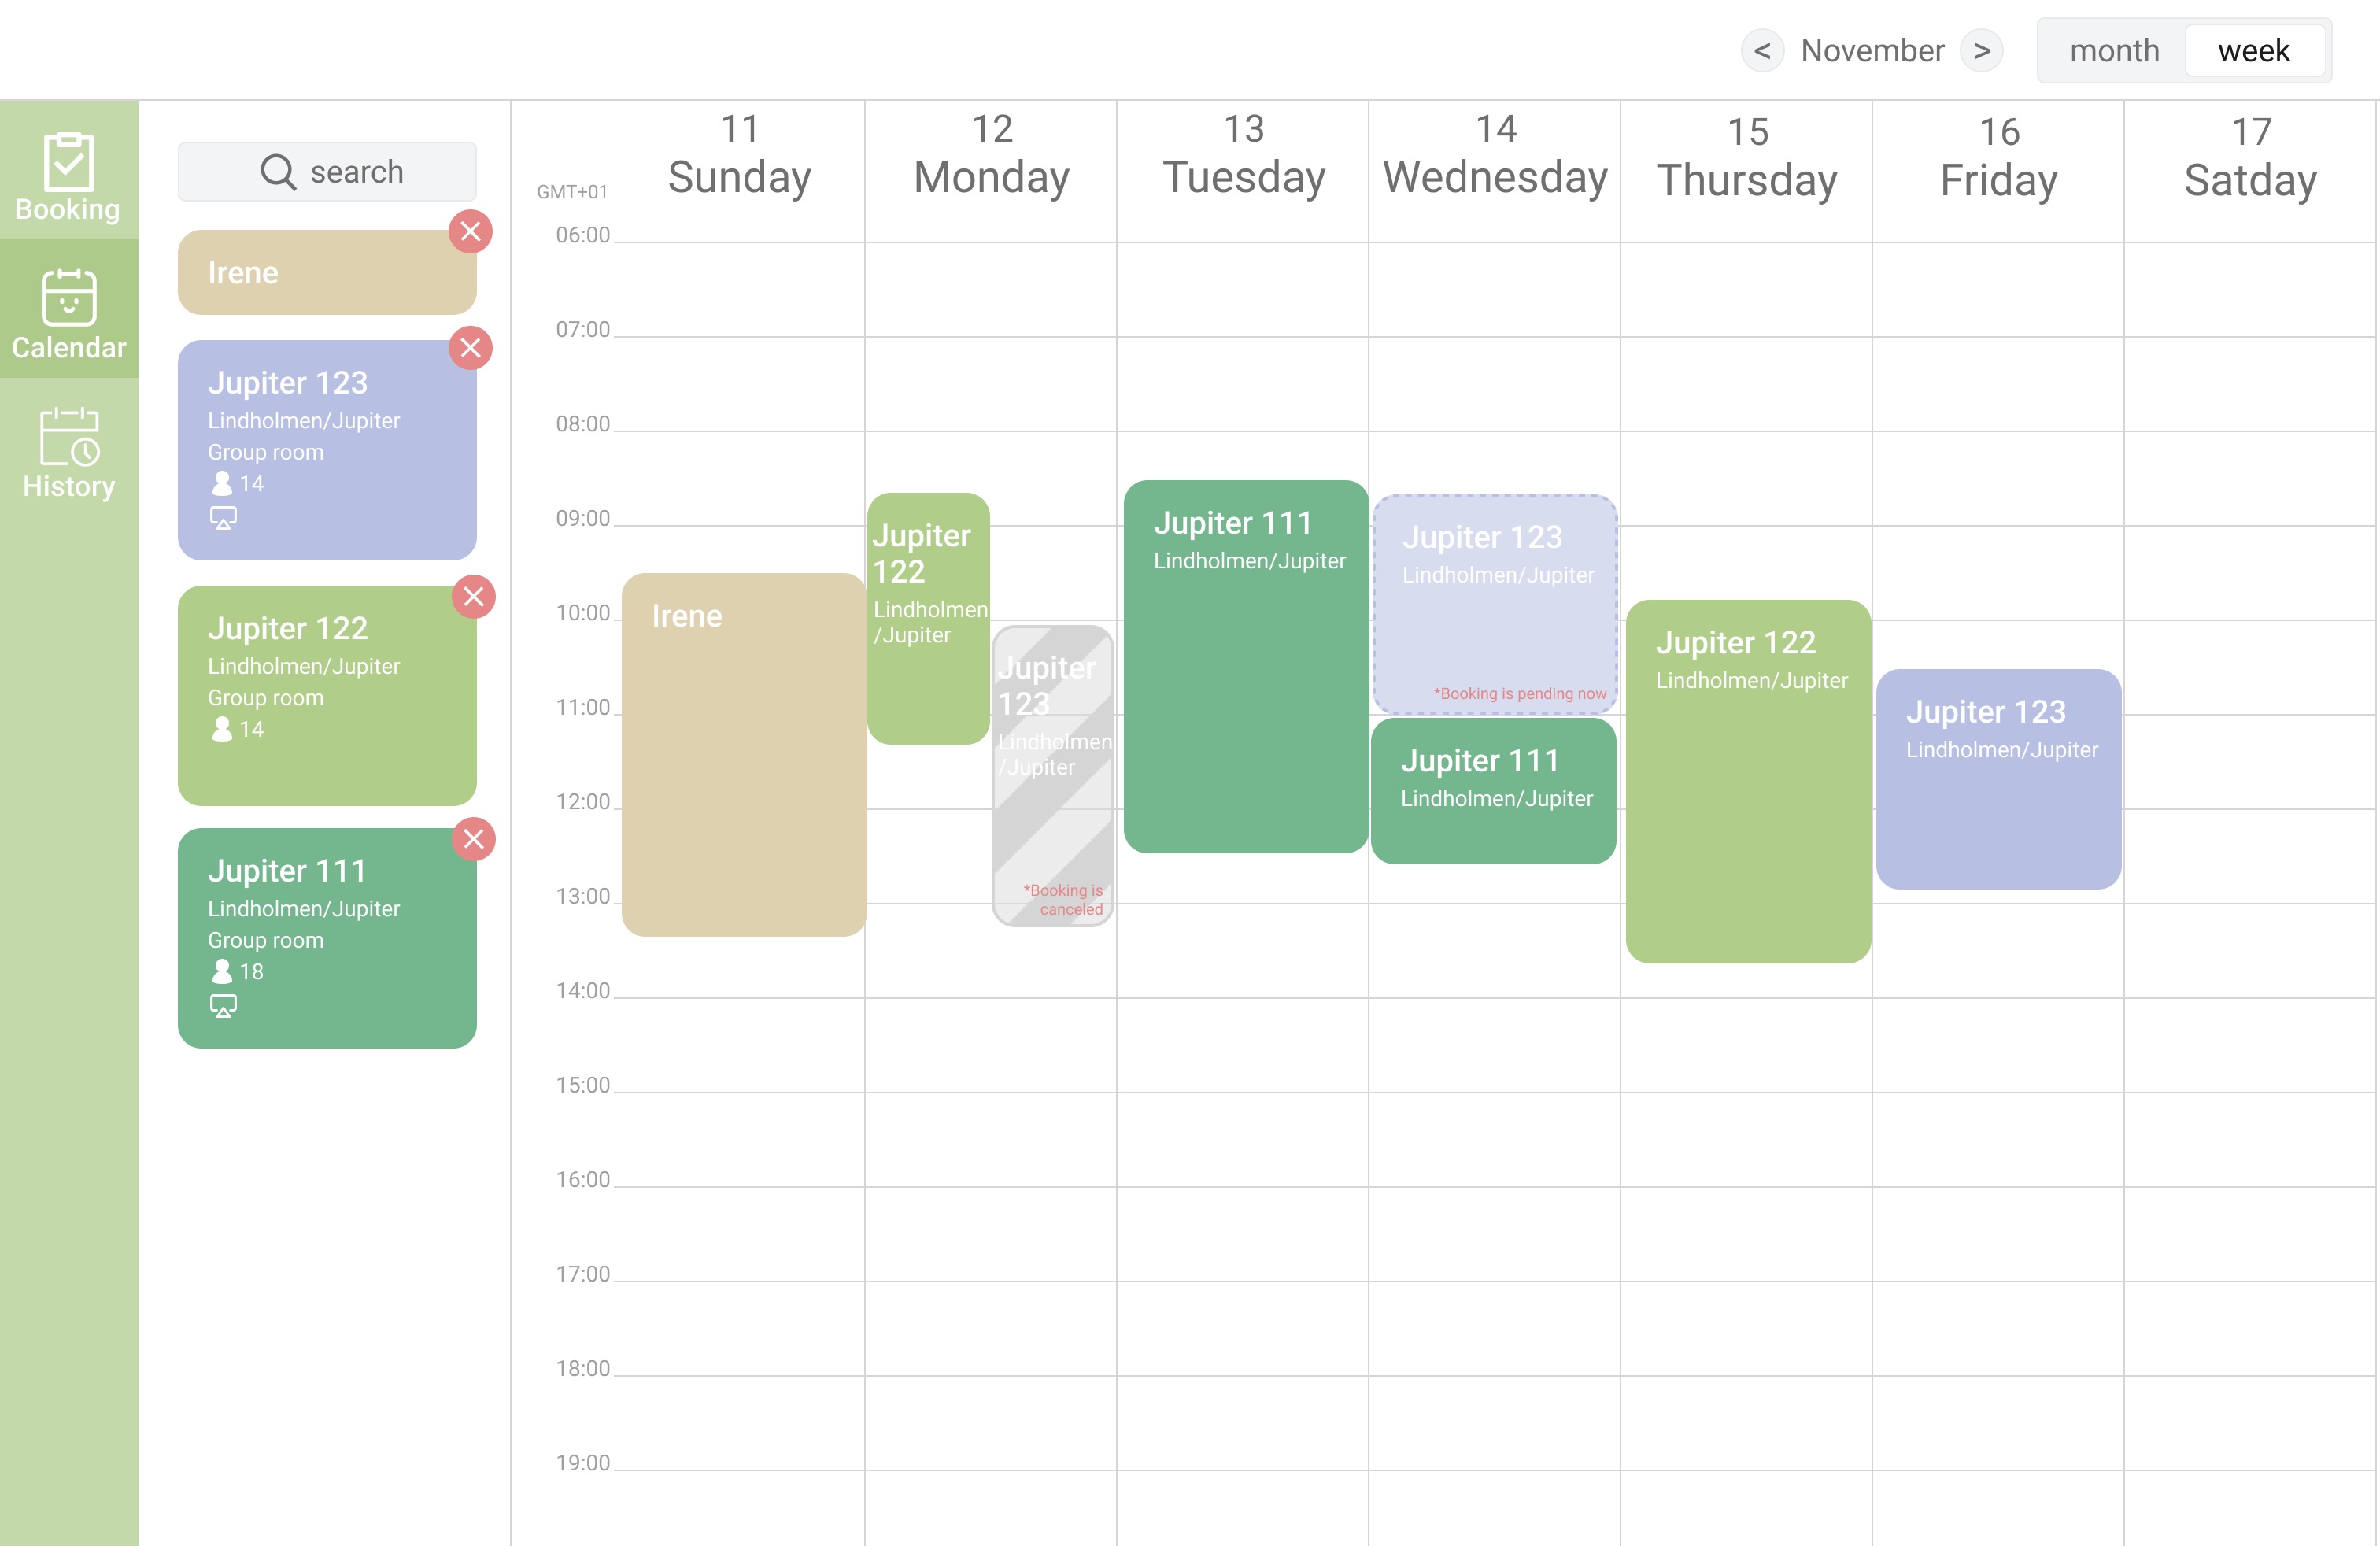 < November > month week
Booking
Calendar
History
search
Irene
Jupiter 123
Lindholmen/Jupiter
Group room
14
Jupiter 122
Lindholmen/Jupiter
Group room
14
Jupiter 111
Lindholmen/Jupiter
Group room
18
11 12 13 14 15 16 17
Sunday Monday Tuesday Wednesday Thursday Friday Satday
GMT+01
06:00
07:00
08:00
09:00
10:00
11:00
12:00
13:00
14:00
15:00
16:00
17:00
18:00
19:00
Irene
Jupiter
122
Lindholmen
/Jupiter
Jupiter
123
Lindholmen
/Jupiter
*Booking is
canceled
Jupiter 111
Lindholmen/Jupiter
Jupiter 123
Lindholmen/Jupiter
*Booking is pending now
Jupiter 111
Lindholmen/Jupiter
Jupiter 122
Lindholmen/Jupiter
Jupiter 123
Lindholmen/Jupiter